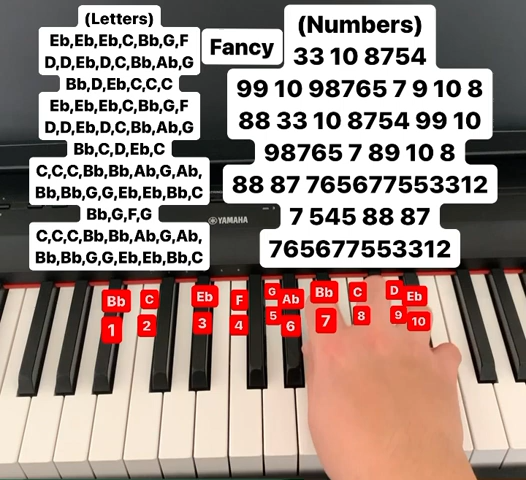 (Letters)
Eb,Eb,Eb,C,Bb,G,F
D,D,Eb,D,C,Bb,Ab,G
Bb,D,Eb,C,C,C
Eb,Eb,Eb,C,Bb,G,F
D,D,Eb,D,C,Bb,Ab,G
Bb,C,D,Eb,C
C,C,C,Bb,Bb,Ab,G,Ab,
Bb,Bb,G,G,Eb,Eb,Bb,C
Bb,G,F,G
C,C,C,Bb,Bb,Ab,G,Ab,
Bb,Bb,G,G,Eb,Eb,Bb,C
Fancy
(Numbers)
33 10 8754
99 10 98765 7 9 10 8
88 33 10 8754 99 10
98765 7 89 10 8
88 87 765677553312
7 545 88 87
765677553312
YAMAHA
Bb C Eb F G Ab Bb C D Eb
1 2 3 4 5 6 7 8 9 10